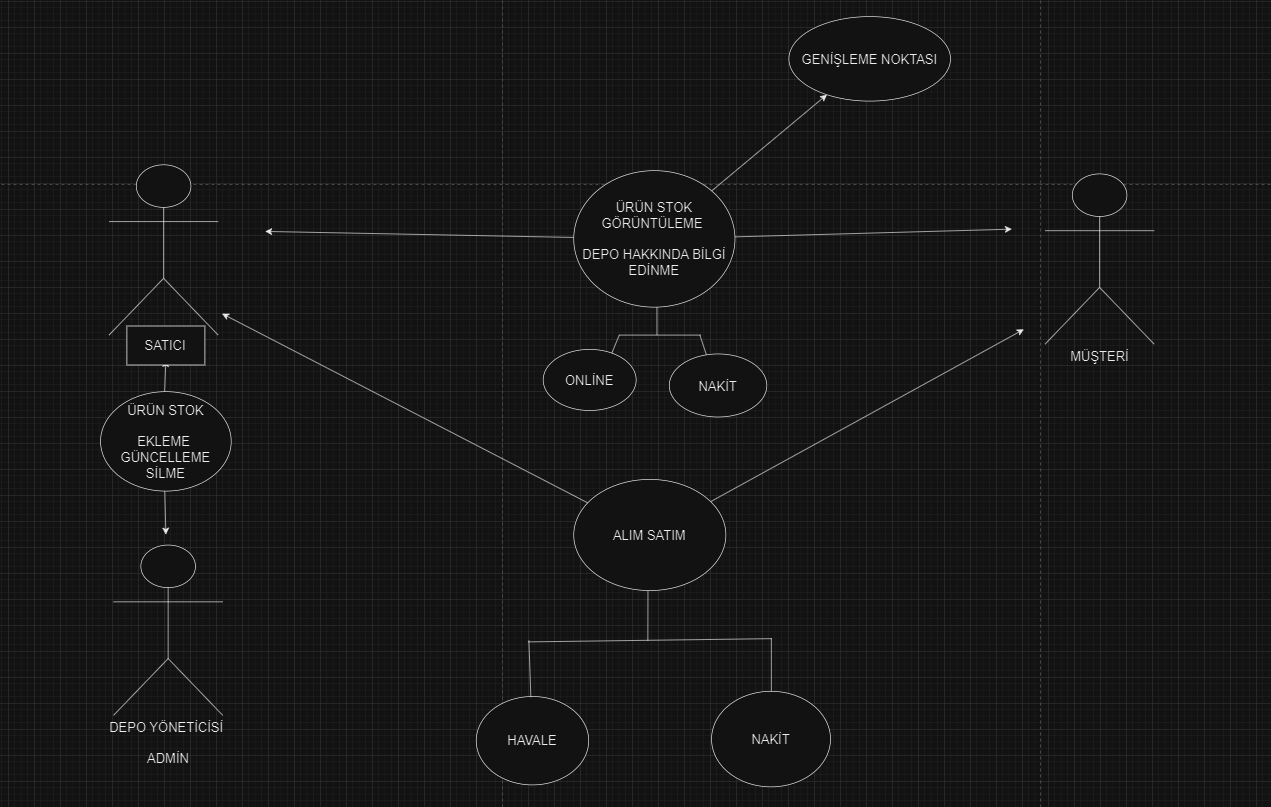 GENİŞLEME NOKTASI
ÜRÜN STOK
GÖRÜNTÜLEME
DEPO HAKKINDA BİLGİ
EDİNME
SATICI
MÜŞTERİ
ONLİNE
NAKİT
ÜRÜN STOK
EKLEME
GÜNCELLEME
SİLME
ALIM SATIM
DEPO YÖNETİCİSİ
ADMİN
HAVALE
NAKİT